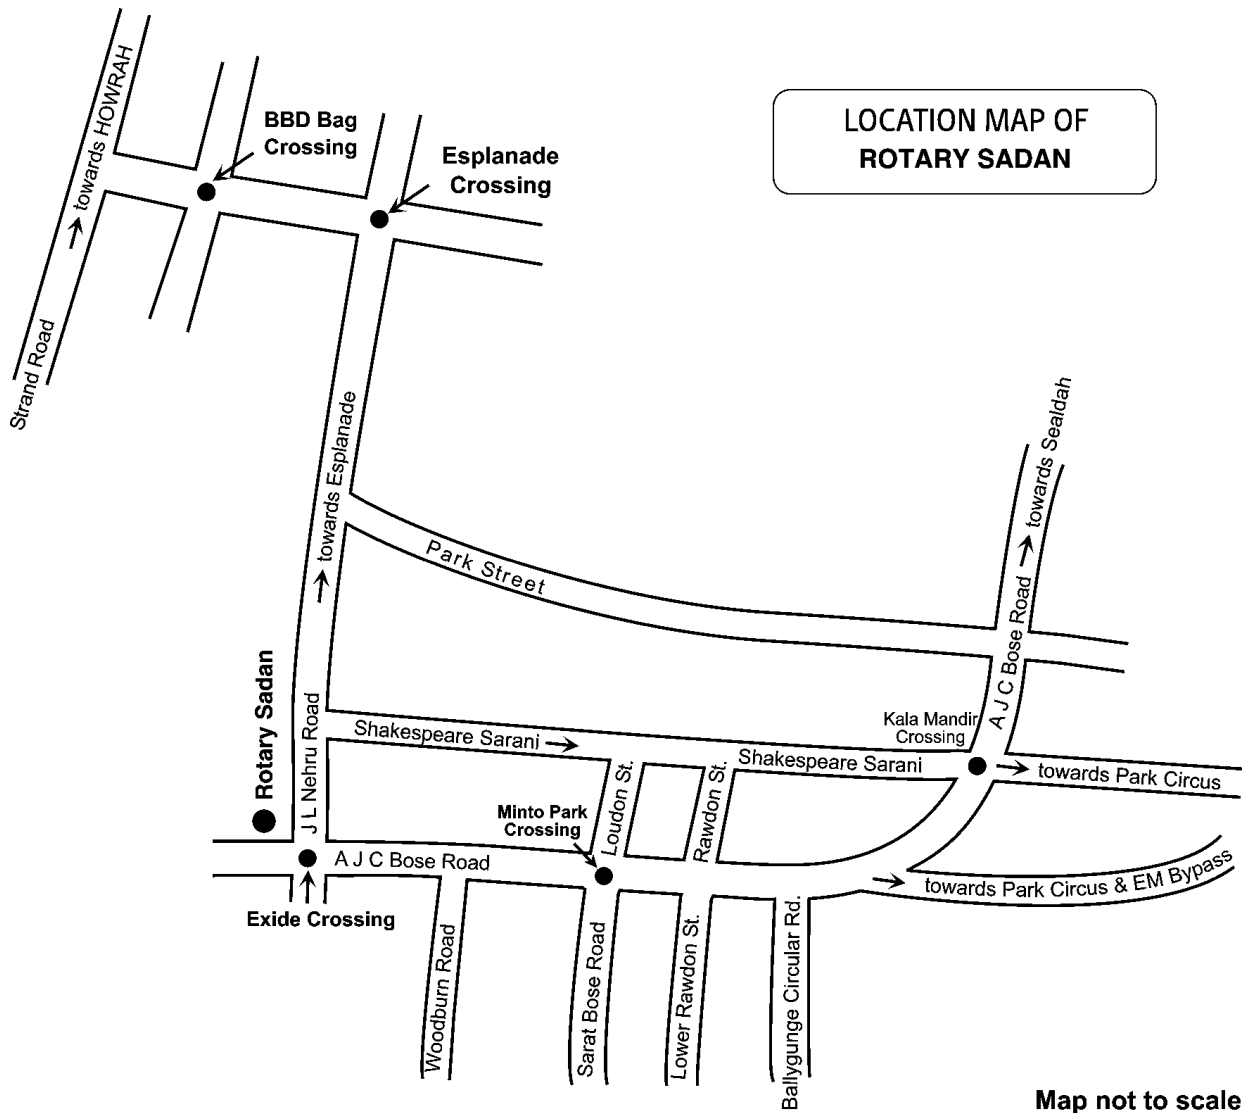 LOCATION MAP OF
ROTARY SADAN
towards HOWRAH
Strand Road
BBD Bag
Crossing
Esplanade
Crossing
towards Esplanade
Park Street
towards Sealdah
A J C Bose Road
Rotary Sadan
J L Nehru Road
Shakespeare Sarani
Kala Mandir
Crossing
Shakespeare Sarani
towards Park Circus
Loudon St.
Rawdon St.
Minto Park
Crossing
A J C Bose Road
towards Park Circus & EM Bypass
Exide Crossing
Woodburn Road
Sarat Bose Road
Lower Rawdon St.
Ballygunge Circular Rd.
Map not to scale